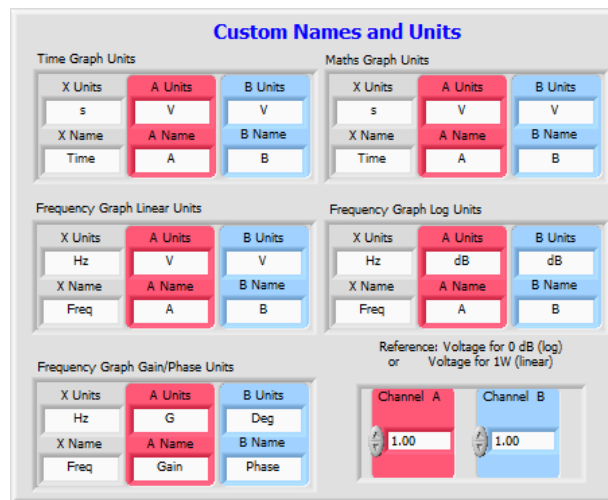 Custom Names and Units
Time Graph Units
X Units A Units B Units
s V V
X Name A Name B Name
Time A B
Maths Graph Units
X Units A Units B Units
s V V
X Name A Name B Name
Time A B
Frequency Graph Linear Units
X Units A Units B Units
Hz V V
X Name A Name B Name
Freq A B
Frequency Graph Log Units
X Units A Units B Units
Hz dB dB
X Name A Name B Name
Freq A B
Frequency Graph Gain/Phase Units
X Units A Units B Units
Hz G Deg
X Name A Name B Name
Freq Gain Phase
Reference: Voltage for 0 dB (log)
or Voltage for 1W (linear)
Channel A Channel B
1.00 1.00